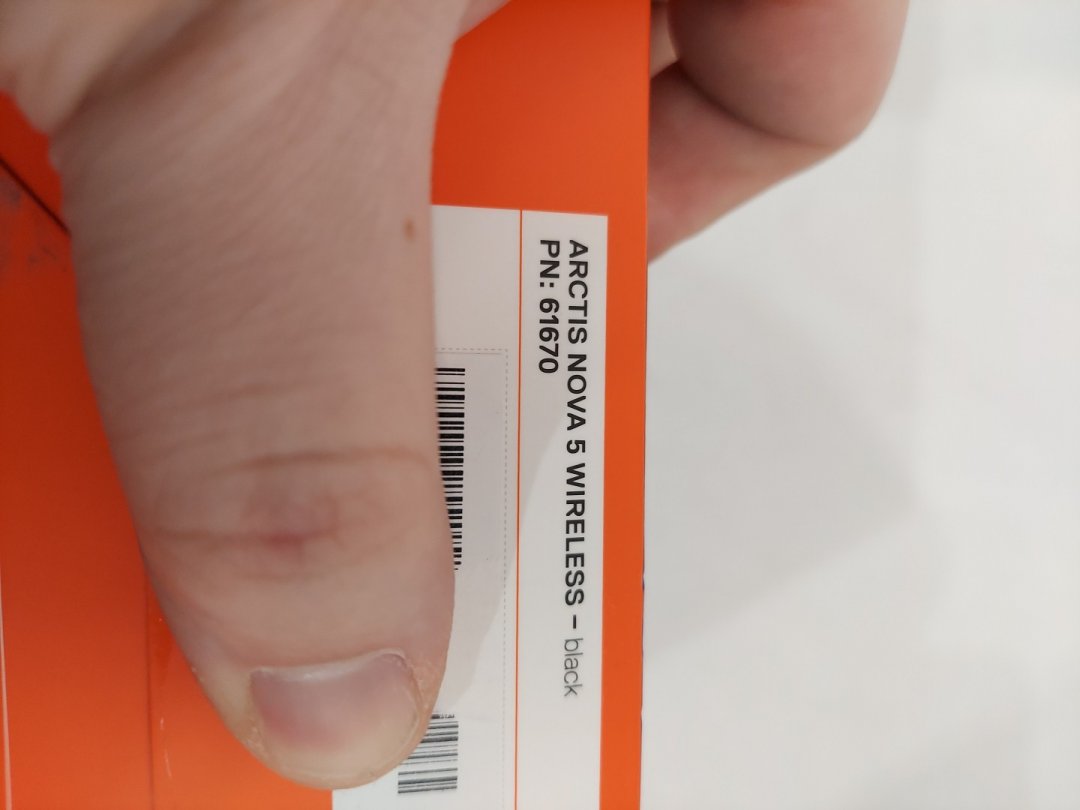 ARCTIS NOVA 5 WIRELESS – black
PN: 61670